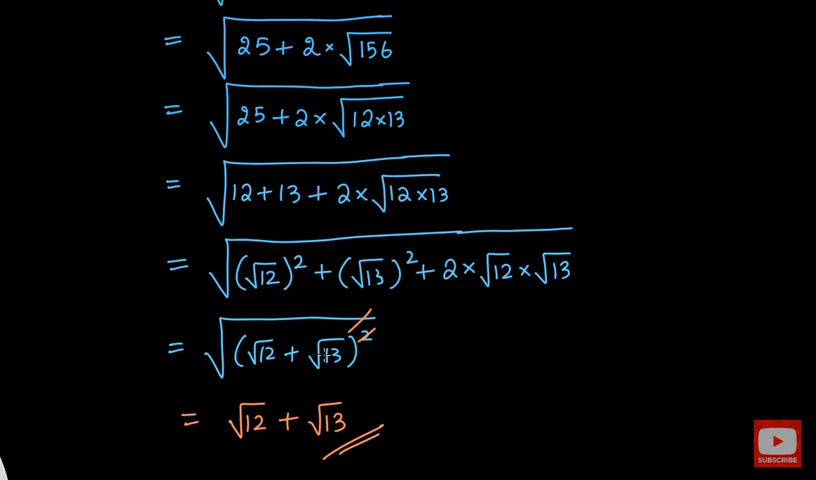 = √(25 + 2 × √156)
= √(25 + 2 × √(12×13))
= √(12 + 13 + 2 × √(12×13))
= √((√12)² + (√13)² + 2 × √12 × √13)
= √((√12 + √13)²)
= √12 + √13
SUBSCRIBE